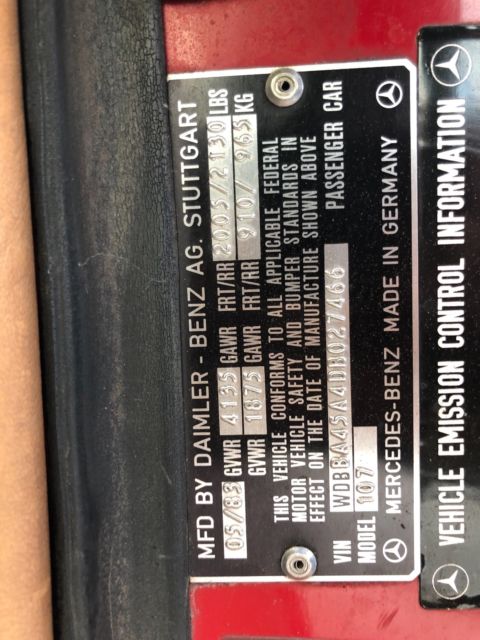 MFD BY DAIMLER - BENZ AG. STUTTGART
05/83 GVWR 4135 GAWR FRT/RR 2005/2130 LBS
GVWR 1875 GAWR FRT/RR 910/ 965 KG
THIS VEHICLE CONFORMS TO ALL APPLICABLE FEDERAL
MOTOR VEHICLE SAFETY AND BUMPER STANDARDS IN
EFFECT ON THE DATE OF MANUFACTURE SHOWN ABOVE
VIN WDBBA45A4DB027466 PASSENGER CAR
MODEL 107
MERCEDES-BENZ MADE IN GERMANY
VEHICLE EMISSION CONTROL INFORMATION